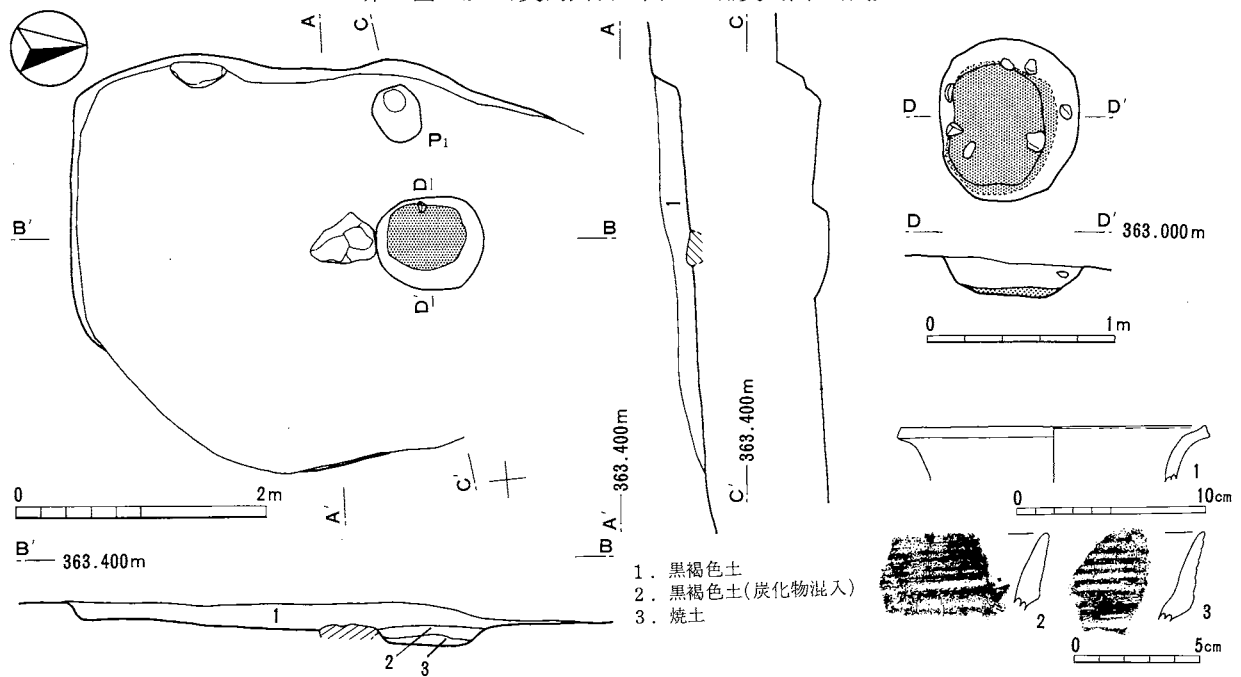 A
C
P1
D
D'
B'
B
C'
A'
0 2m
B'
363.400m
B
1
2
3
A
1
363.400m
A'
C
363.400m
C'
1. 黒褐色土
2. 黒褐色土(炭化物混入)
3. 焼土
D
D'
D
D' 363.000m
0 1m
1
0 10cm
2
3
0 5cm